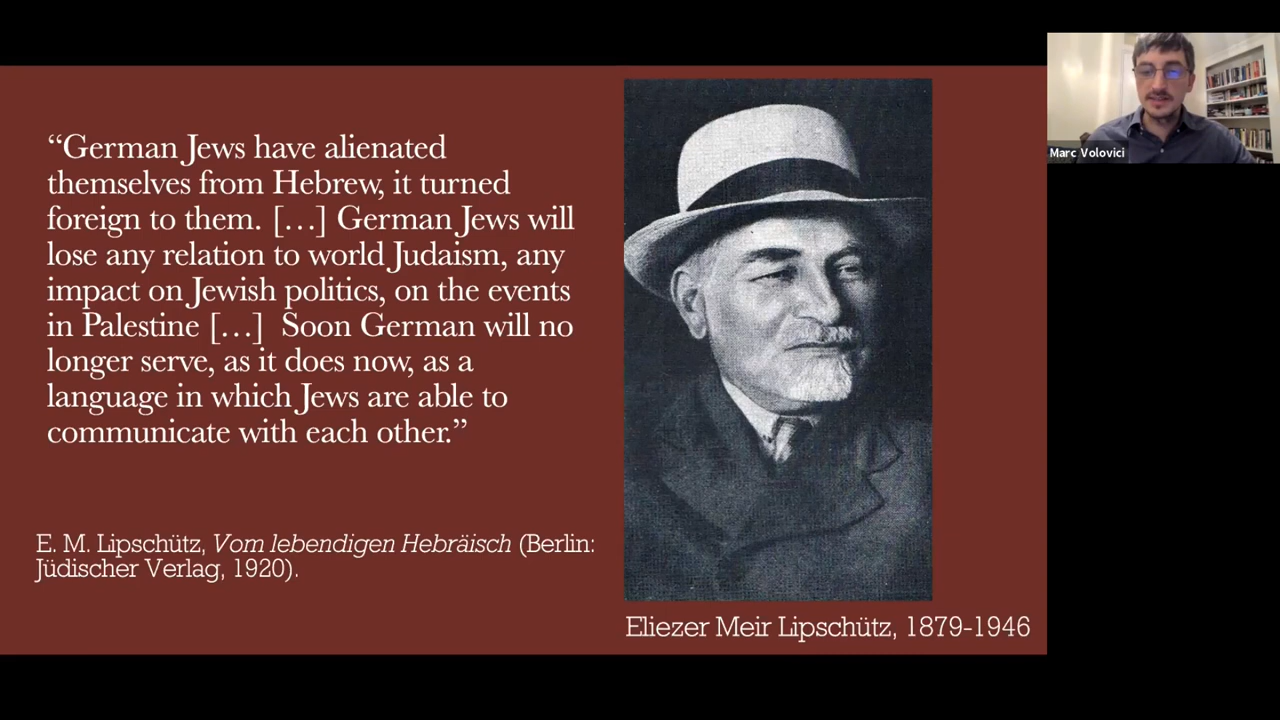 “German Jews have alienated
themselves from Hebrew, it turned
foreign to them. […] German Jews will
lose any relation to world Judaism, any
impact on Jewish politics, on the events
in Palestine […]  Soon German will no
longer serve, as it does now, as a
language in which Jews are able to
communicate with each other.”
E. M. Lipschütz, Vom lebendigen Hebräisch (Berlin:
Jüdischer Verlag, 1920).
Eliezer Meir Lipschütz, 1879-1946
Marc Volovici